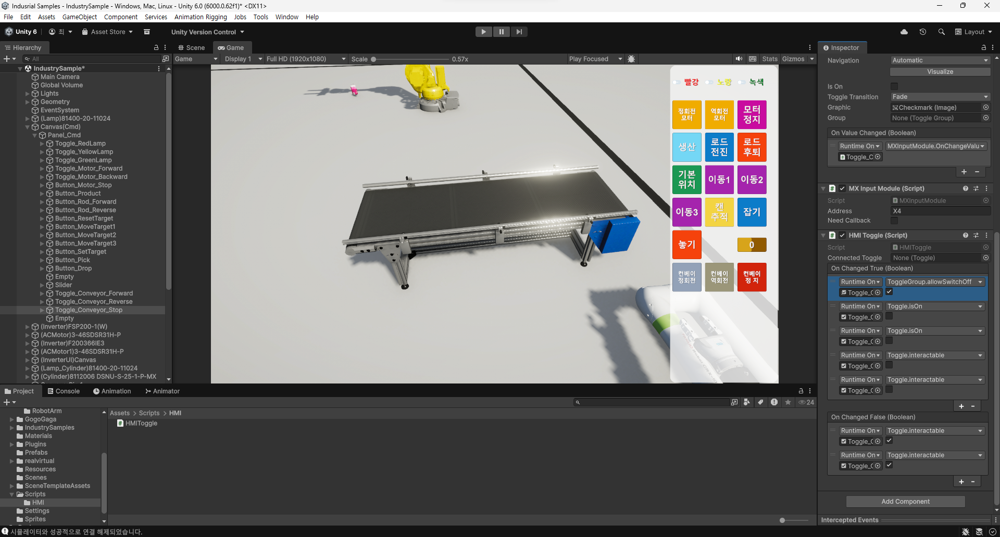 Indusrial Samples - IndustrySample - Windows, Mac, Linux - Unity 6.0 (6000.0.62f1)* <DX11>
File Edit Assets GameObject Component Services Animation Rigging Jobs Tools Window Help
Unity 6 최 Asset Store Unity Version Control Layout
Hierarchy
All
IndustrySample*
Main Camera
Global Volume
Lights
Geometry
EventSystem
(Lamp)81400-20-11024
Canvas(Cmd)
Panel_Cmd
Toggle_RedLamp
Toggle_YellowLamp
Toggle_GreenLamp
Toggle_Motor_Forward
Toggle_Motor_Backward
Button_Motor_Stop
Button_Product
Button_Rod_Forward
Button_Rod_Reverse
Button_ResetTarget
Button_MoveTarget1
Button_MoveTarget2
Button_MoveTarget3
Button_SetTarget
Button_Pick
Button_Drop
Empty
Slider
Toggle_Conveyor_Forward
Toggle_Conveyor_Reverse
Toggle_Conveyor_Stop
Empty
(Inverter)FSP200-1(W)
(ACMotor)3-46SDSR31H-P
(Inverter)F200366IE3
(ACMotor1)3-46SDSR31H-P
(InverterUI)Canvas
(Lamp_Cylinder)81400-20-11024
(Cylinder)8112006 DSNU-S-25-1-P-MX
Scene Game
Game Display 1 Full HD (1920x1080) Scale 0.57x Play Focused Stats Gizmos
빨강 노랑 녹색
정회전
모터
역회전
모터
모터
정지
생산
로드
전진
로드
후퇴
기본
위치
이동1
이동2
이동3
캔
추적
잡기
놓기
0
컨베이
정회전
컨베이
역회전
컨베이
정 지
Inspector
Navigation Automatic
Visualize
Is On
Toggle Transition Fade
Graphic Checkmark (Image)
Group None (Toggle Group)
On Value Changed (Boolean)
Runtime On MXInputModule.OnChangeValu
Toggle_C
MX Input Module (Script)
Script MXInputModule
Address X4
Need Callback
HMI Toggle (Script)
Script HMIToggle
Connected Toggle None (Toggle)
On Changed True (Boolean)
Runtime On ToggleGroup.allowSwitchOff
Toggle_C
Runtime On Toggle.isOn
Toggle_C
Runtime On Toggle.isOn
Toggle_C
Runtime On Toggle.interactable
Toggle_C
Runtime On Toggle.interactable
Toggle_C
On Changed False (Boolean)
Runtime On Toggle.interactable
Toggle_C
Runtime On Toggle.interactable
Toggle_C
Add Component
Intercepted Events
Project Console Animation Animator
24
RobotArm
GogoGaga
IndustrySamples
Materials
Plugins
Prefabs
realvirtual
Resources
Scenes
SceneTemplateAssets
Scripts
HMI
Settings
Sprites
Assets > Scripts > HMI
HMIToggle
시뮬레이터와 성공적으로 연결 해제되었습니다.